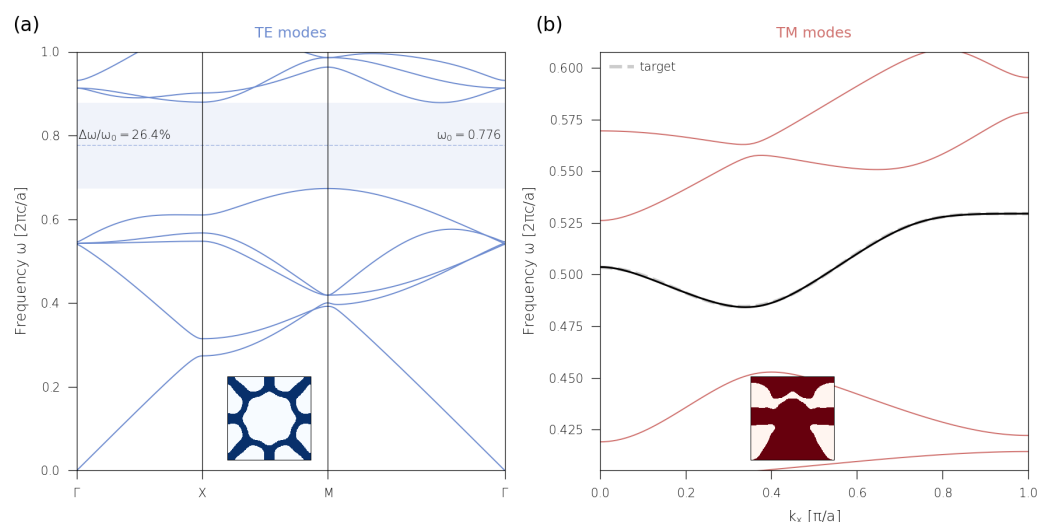 (a)
TE modes
Frequency ω [2πc/a]
1.0
0.8
0.6
0.4
0.2
0.0
Δω/ω₀ = 26.4%
ω₀ = 0.776
Γ
X
M
Γ
(b)
TM modes
Frequency ω [2πc/a]
0.600
0.575
0.550
0.525
0.500
0.475
0.450
0.425
target
0.0
0.2
0.4
0.6
0.8
1.0
kₓ [π/a]